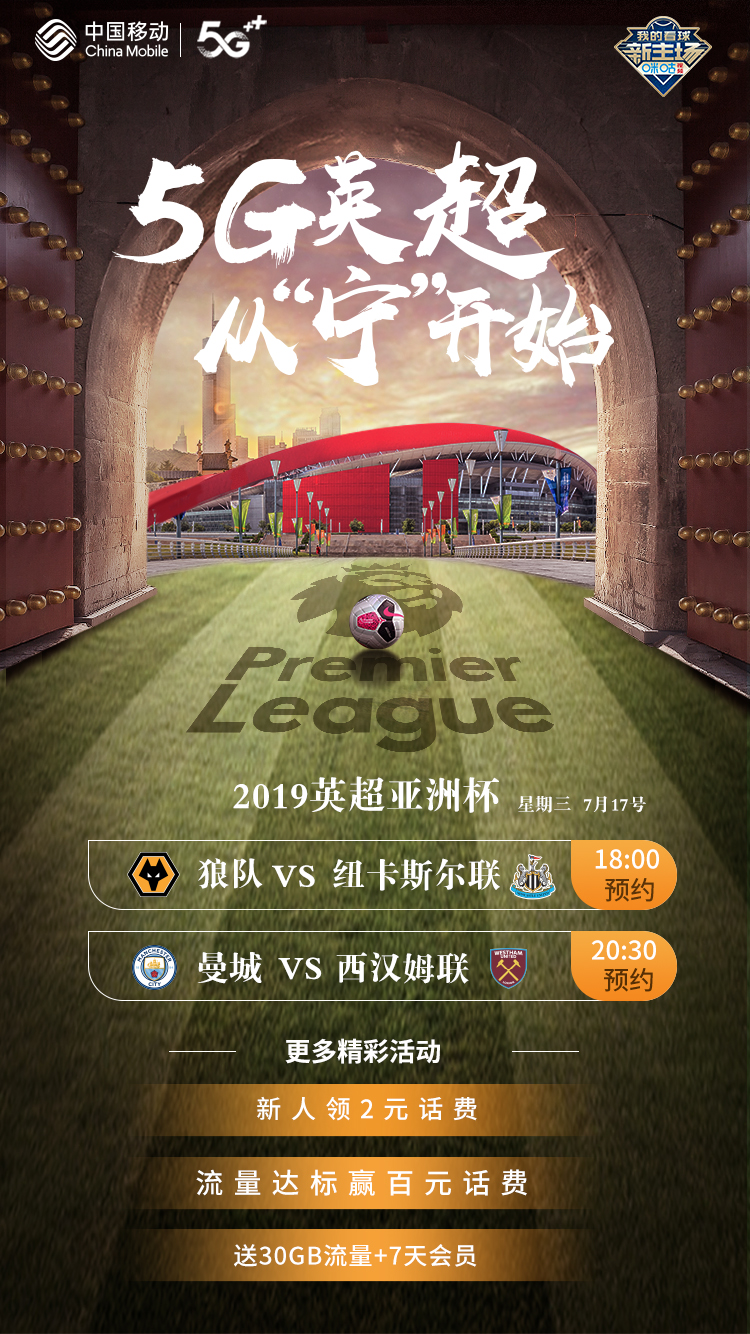 中国移动
China Mobile
5G++
我的看球
新主场
咪咕视频
5G英超
从“宁”开始
Premier
League
2019英超亚洲杯 星期三 7月17号
狼队 VS 纽卡斯尔联 18:00
预约
MANCHESTER
CITY
曼城 VS 西汉姆联
WEST HAM
UNITED
20:30
预约
更多精彩活动
新人领2元话费
流量达标赢百元话费
送30GB流量+7天会员